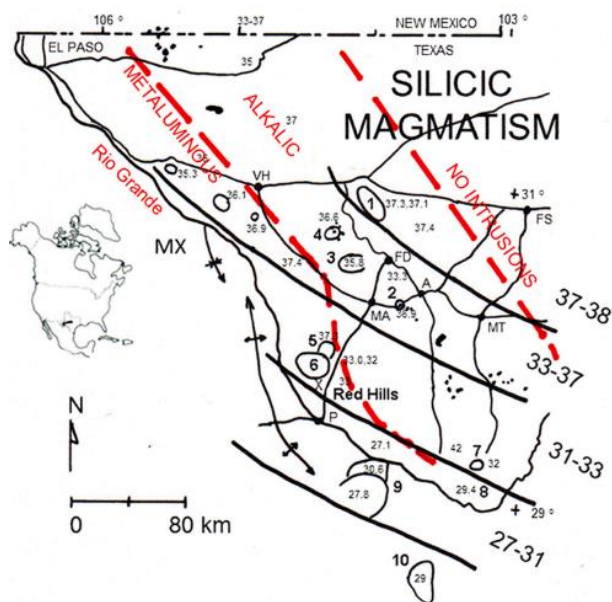 106 °
33-37
NEW MEXICO
103 °
EL PASO
TEXAS
35
SILICIC
MAGMATISM
METALUMINOUS
ALKALIC
37
NO INTRUSIONS
Rio Grande
35.3
VH
36.1
36.9
1
37.3,37.1
31 °
FS
MX
4
36.6
37.4
3
35.8
FD
33.3
37.4
2
A
36.9
MA
MT
37-38
5
37.
6
33.0,32
33-37
X
Red Hills
N
P
27.1
42
7
32
31-33
30.6
9
27.8
29.4
8
29 °
0
80 km
27-31
10
29